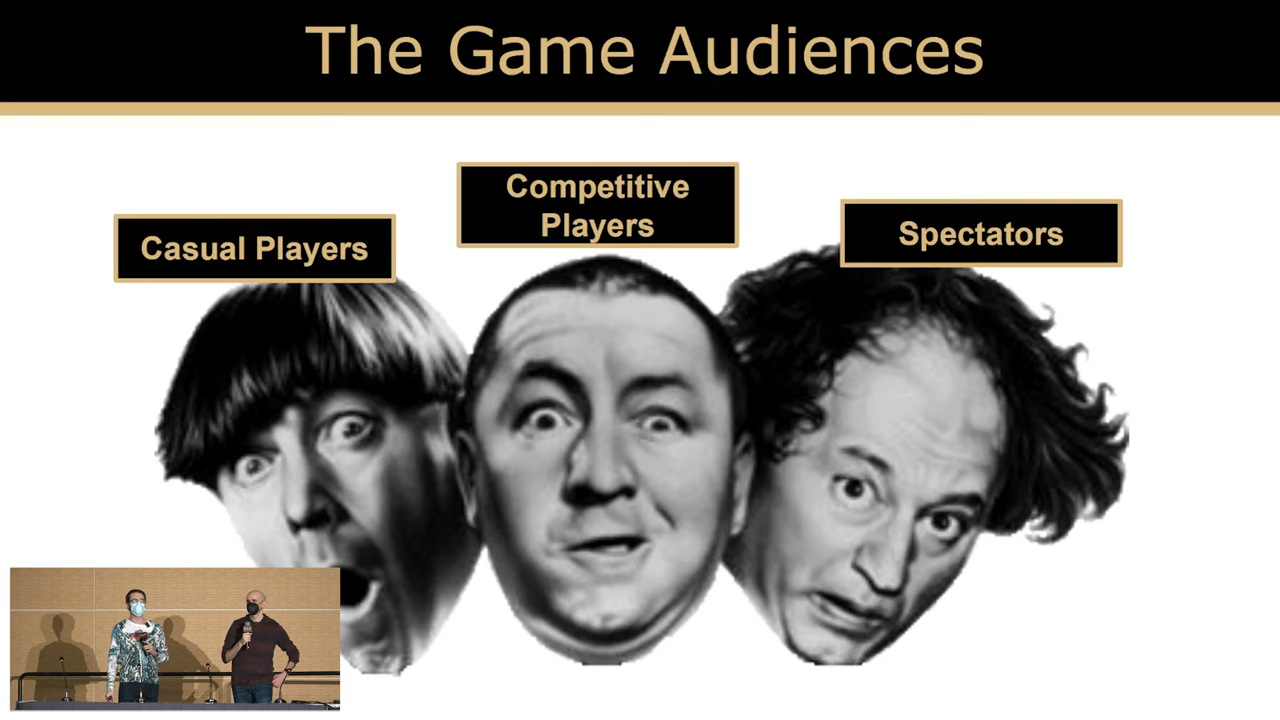 The Game Audiences
Casual Players
Competitive
Players
Spectators